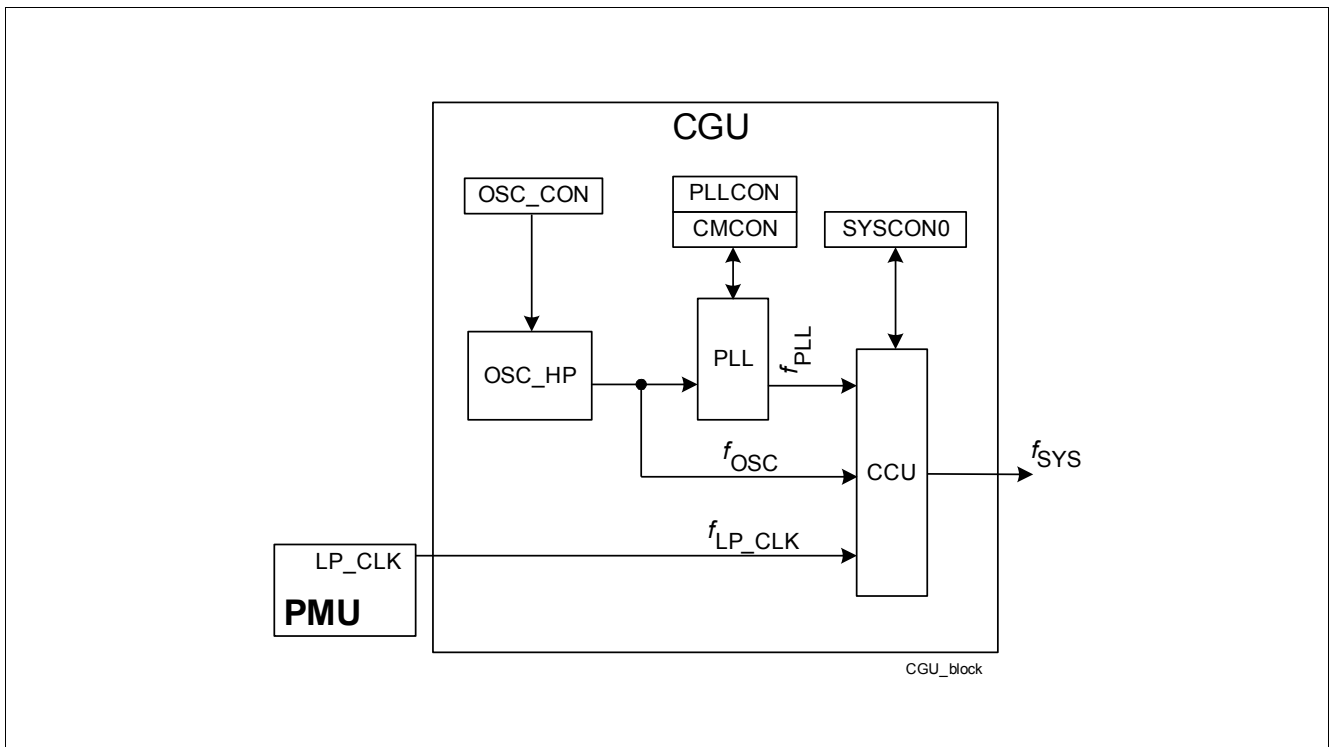 CGU
OSC_CON
PLLCON
CMCON
SYSCON0
OSC_HP
PLL
fPLL
CCU
fOSC
fSYS
fLP_CLK
LP_CLK
PMU
CGU_block